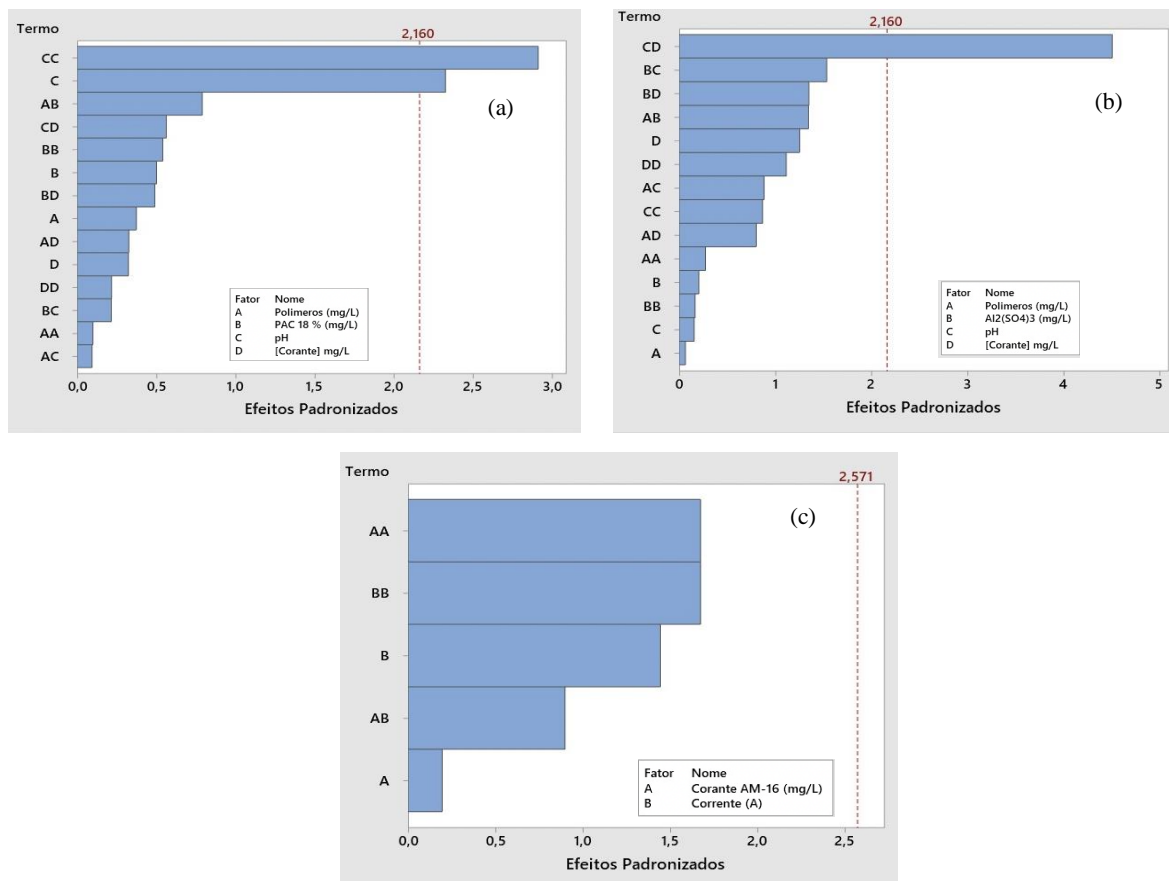 Termo
2,160
CC
C
AB
CD
BB
B
BD
A
AD
D
DD
BC
AA
AC
(a)
Fator Nome
A Polimeros (mg/L)
B PAC 18 % (mg/L)
C pH
D [Corante] mg/L
0,0 0,5 1,0 1,5 2,0 2,5 3,0
Efeitos Padronizados
Termo
2,160
CD
BC
BD
AB
D
DD
AC
CC
AD
AA
B
BB
C
A
(b)
Fator Nome
A Polimeros (mg/L)
B Al2(SO4)3 (mg/L)
C pH
D [Corante] mg/L
0 1 2 3 4 5
Efeitos Padronizados
Termo
2,571
AA
BB
B
AB
A
(c)
Fator Nome
A Corante AM-16 (mg/L)
B Corrente (A)
0,0 0,5 1,0 1,5 2,0 2,5
Efeitos Padronizados